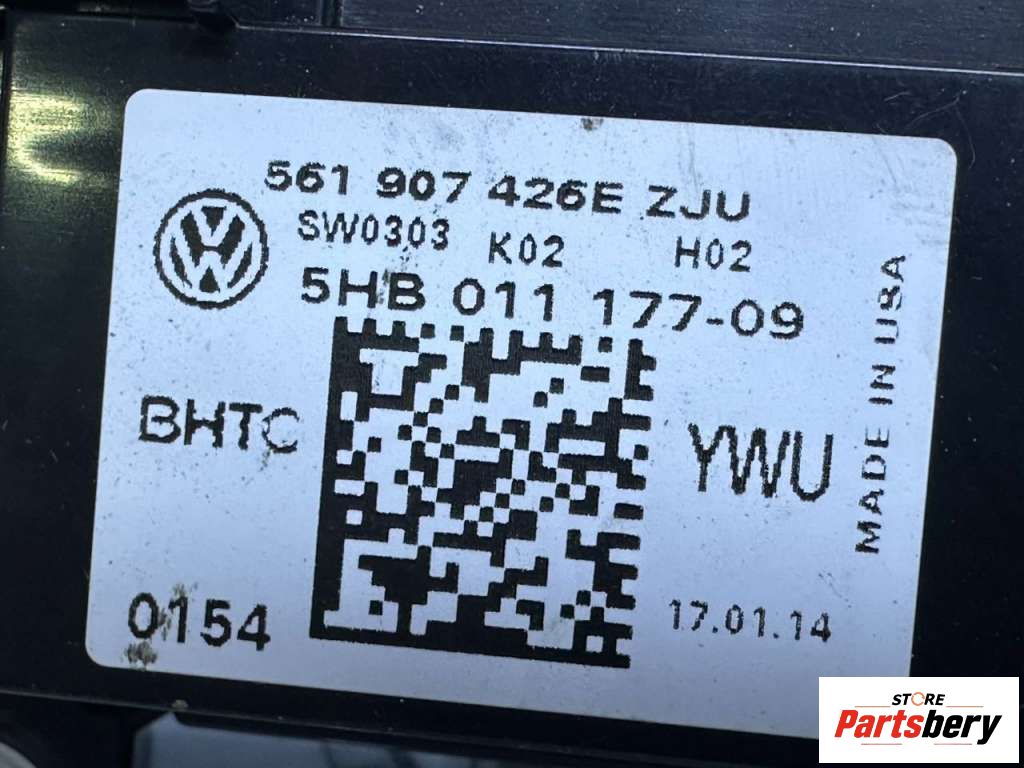 561 907 426E ZJU
SW0303 K02 H02
5HB 011 177-09
BHTC
YWU
MADE IN USA
0154
17.01.14
STORE
Partsbery